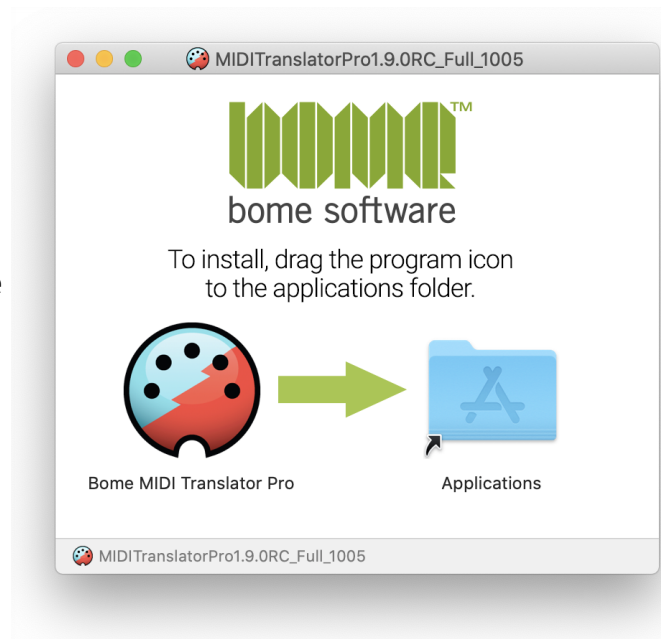 MIDITranslatorPro1.9.0RC_Full_1005
bome™
bome software
To install, drag the program icon
to the applications folder.
Bome MIDI Translator Pro
Applications
MIDITranslatorPro1.9.0RC_Full_1005